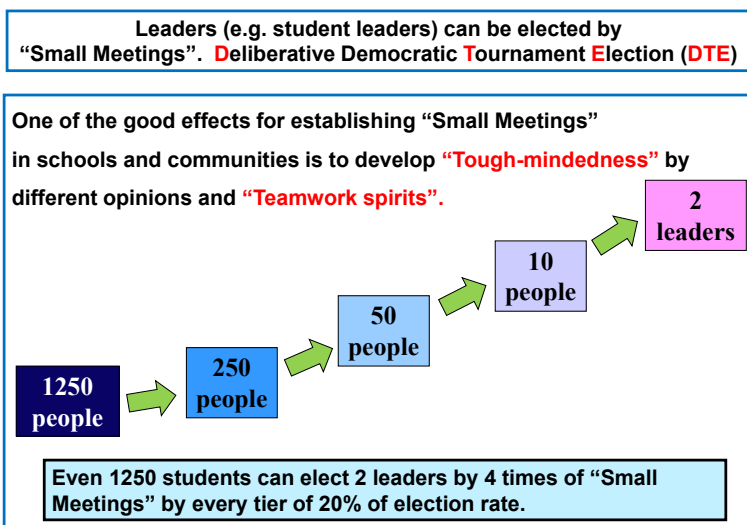 Leaders (e.g. student leaders) can be elected by
“Small Meetings”. Deliberative Democratic Tournament Election (DTE)
One of the good effects for establishing “Small Meetings”
in schools and communities is to develop “Tough-mindedness” by
different opinions and “Teamwork spirits”.
2
leaders
10
people
50
people
250
people
1250
people
Even 1250 students can elect 2 leaders by 4 times of “Small
Meetings” by every tier of 20% of election rate.